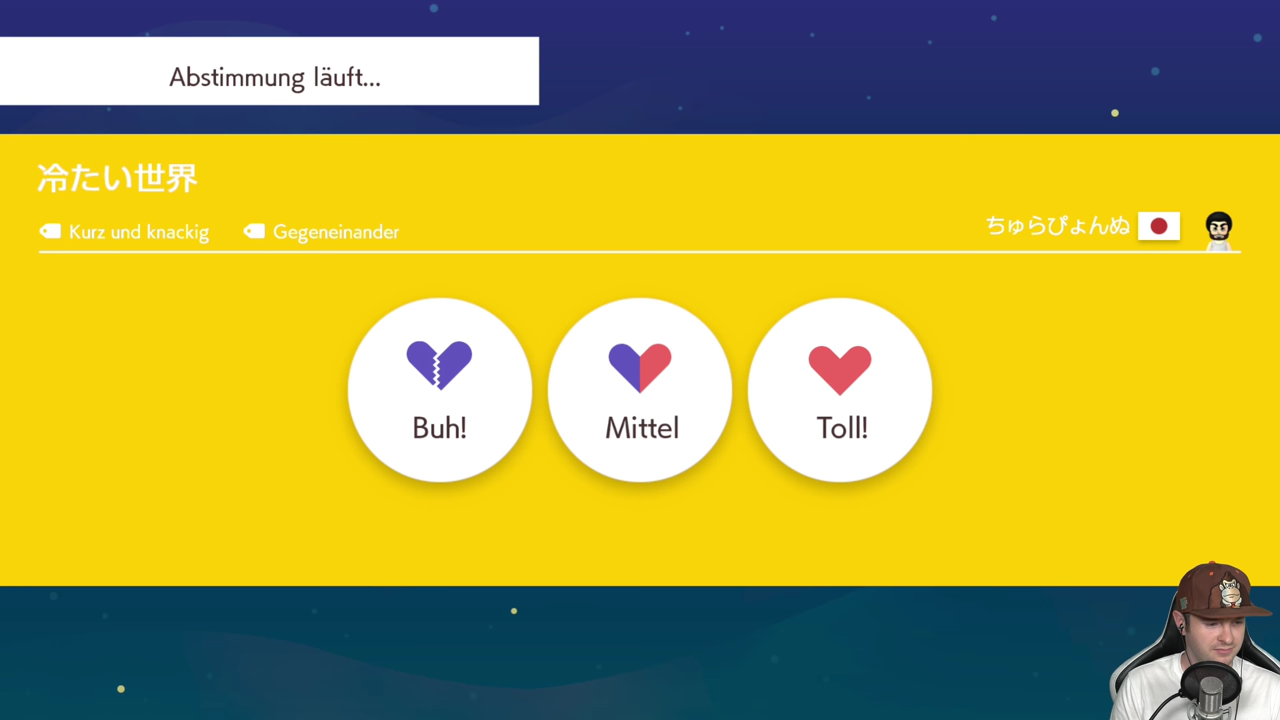 Abstimmung läuft...
冷たい世界
Kurz und knackig Gegeneinander
ちゅらぴょんぬ
Buh!
Mittel
Toll!